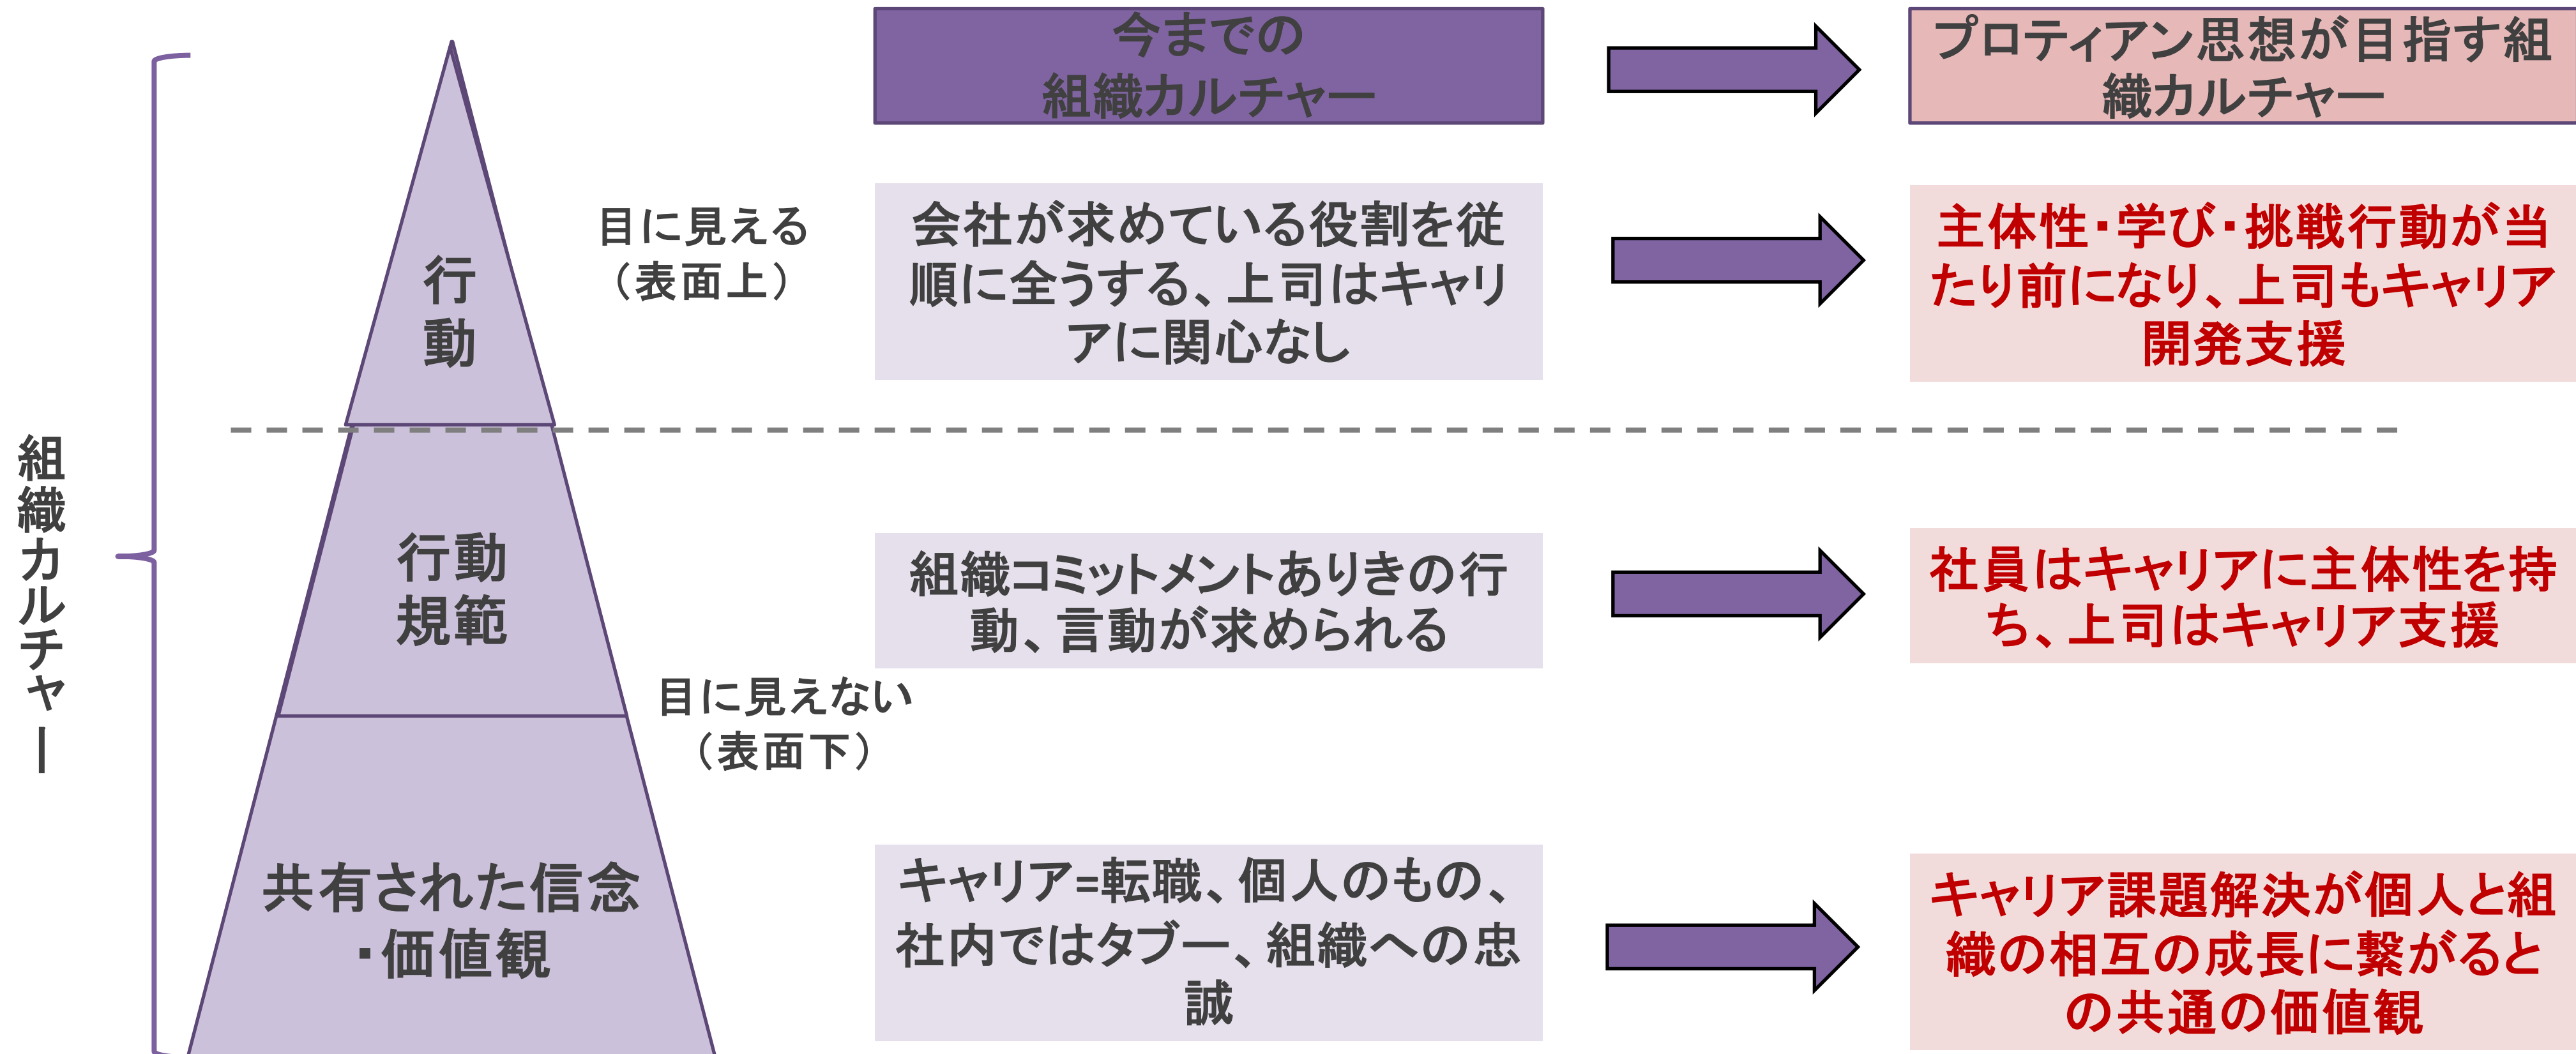 今までの
組織カルチャー
プロティアン思想が目指す組
織カルチャー
組織カルチャー
行
動
目に見える
（表面上）
会社が求めている役割を従
順に全うする、上司はキャリ
アに関心なし
主体性・学び・挑戦行動が当
たり前になり、上司もキャリア
開発支援
行動
規範
目に見えない
（表面下）
組織コミットメントありきの行
動、言動が求められる
社員はキャリアに主体性を持
ち、上司はキャリア支援
共有された信念
・価値観
キャリア=転職、個人のもの、
社内ではタブー、組織への忠
誠
キャリア課題解決が個人と組
織の相互の成長に繋がると
の共通の価値観